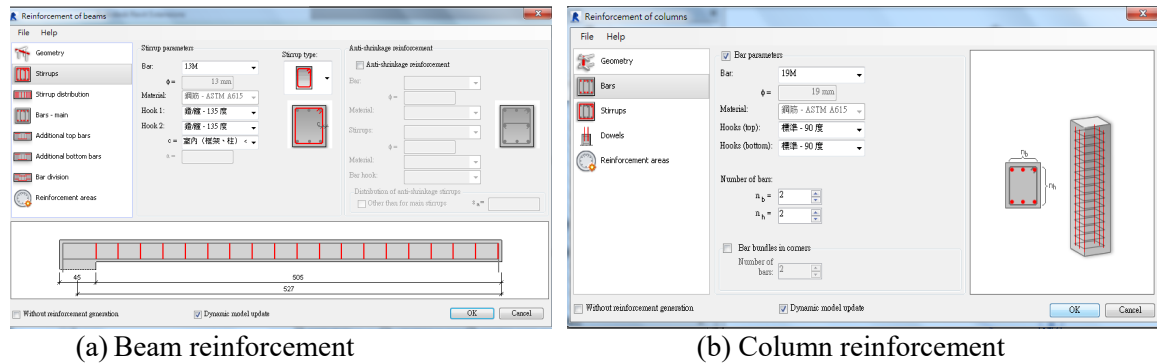 Reinforcement of beams
File Help
Geometry
Stirrups
Stirrup distribution
Bars - main
Additional top bars
Additional bottom bars
Bar division
Reinforcement areas
Stirrup parameters
Bar: 13M
ϕ = 13 mm
Material: 鋼筋 - ASTM A615
Hook 1: 鐙/箍 - 135 度
Hook 2: 鐙/箍 - 135 度
c = 室內（框架、柱） <
Stirrup type:
c
Anti-shrinkage reinforcement
Anti-shrinkage reinforcement
Bar:
ϕ =
Material:
Stirrups:
ϕ =
Material:
Bar hook:
Distribution of anti-shrinkage stirrups
Other than for main stirrups
45
505
527
Without reinforcement generation
Dynamic model update
OK Cancel
(a) Beam reinforcement
Reinforcement of columns
File Help
Geometry
Bars
Stirrups
Dowels
Reinforcement areas
Bar parameters
Bar: 19M
ϕ = 19 mm
Material: 鋼筋 - ASTM A615
Hooks (top): 標準 - 90 度
Hooks (bottom): 標準 - 90 度
Number of bars:
n b = 2
n h = 2
Bar bundles in corners
Number of
bars: 2
nb
nh
Without reinforcement generation
Dynamic model update
OK Cancel
(b) Column reinforcement